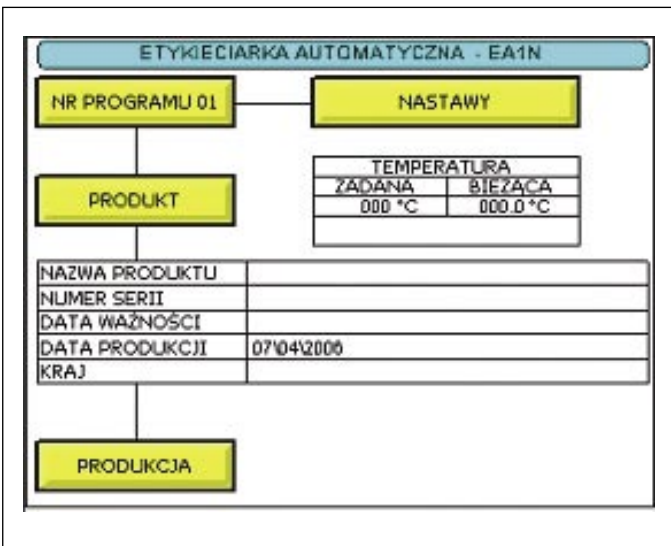 ETYKIECIARKA AUTOMATYCZNA - EA1N
NR PROGRAMU 01
NASTAWY
PRODUKT
TEMPERATURA
ZADANA BIEZĄCA
000 °C 000.0 °C
NAZWA PRODUKTU
NUMER SERII
DATA WAŻNOŚCI
DATA PRODUKCJI 07\04\2006
KRAJ
PRODUKCJA